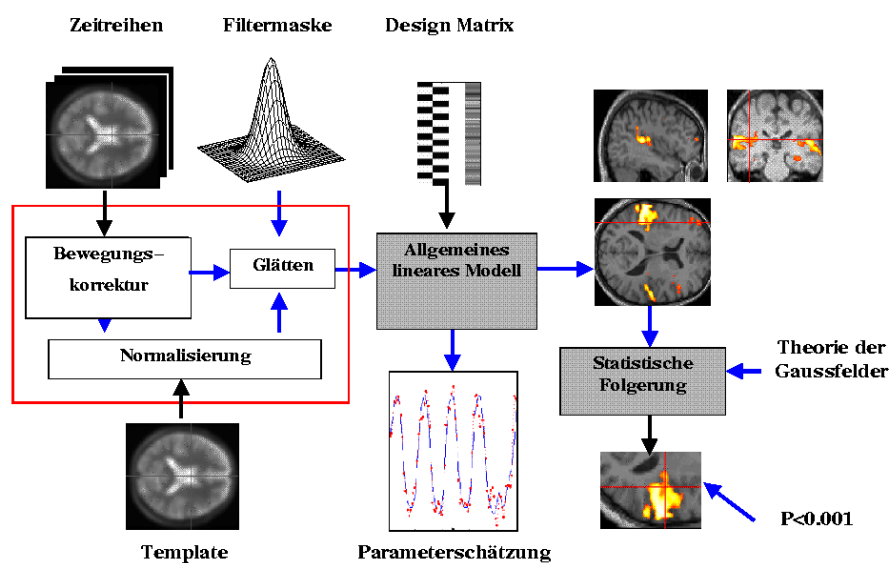 Zeitreihen
Filtermaske
Design Matrix
Bewegungs–
korrektur
Glätten
Allgemeines
lineares Modell
Normalisierung
Statistische
Folgerung
Theorie der
Gaussfelder
Template
Parameterschätzung
P<0.001